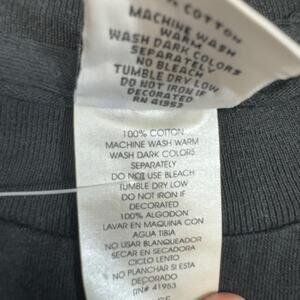 COTTON
MACHINE WASH
WARM
WASH DARK COLORS
SEPARATELY
NO BLEACH
TUMBLE DRY LOW
DO NOT IRON IF
DECORATED
RN 41953
100% COTTON
MACHINE WASH WARM
WASH DARK COLORS
SEPARATELY
DO NOT USE BLEACH
TUMBLE DRY LOW
DO NOT IRON IF
DECORATED
100% ALGODON
LAVAR EN MAQUINA CON
AGUA TIBIA
NO USAR BLANQUEADOR
SECAR EN SECADORA
CICLO LENTO
NO PLANCHAR SI ESTA
DECORADO
41953